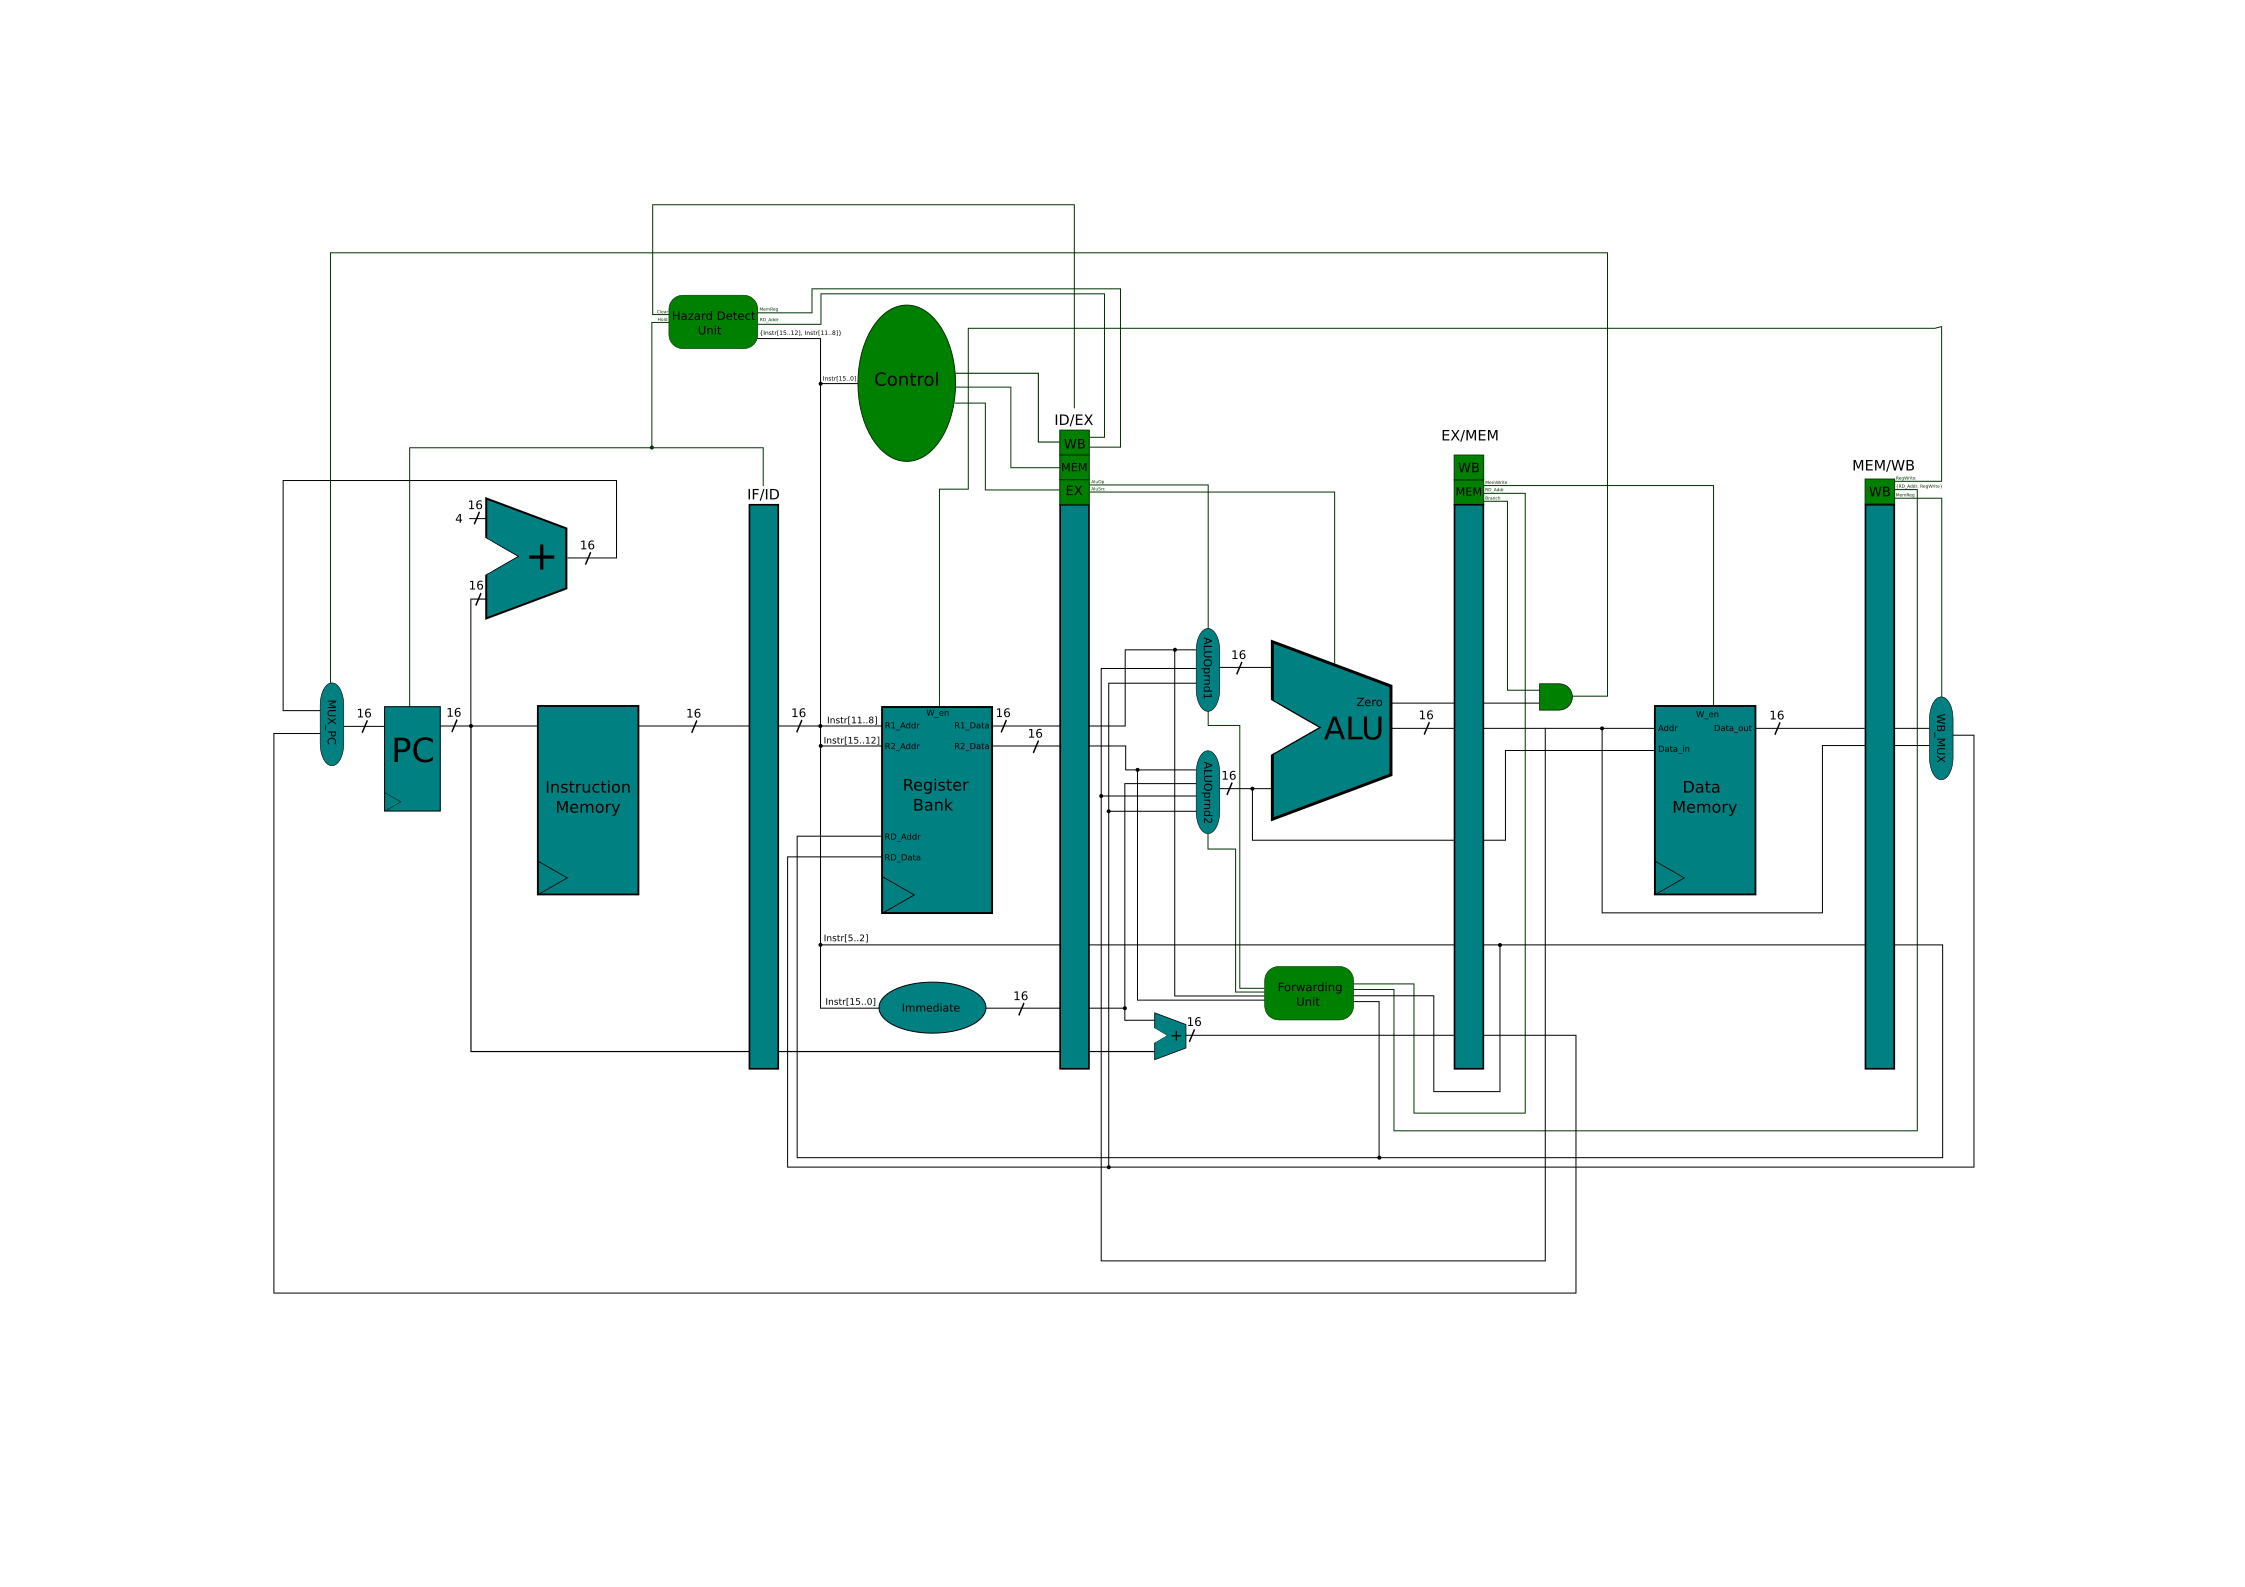 Clear
Hold
Hazard Detect
Unit
MemReg
RD_Addr
{Instr[15..12], Instr[11..8]}
Instr[15..0]
Control
ID/EX
WB
MEM
EX
AluOp
AluSrc
EX/MEM
WB
MEM
MemWrite
RD_Addr
Branch
MEM/WB
WB
RegWrite
{RD_Addr, RegWrite}
MemReg
IF/ID
16
4
+
16
16
MUX_PC
16
PC
16
Instruction
Memory
16
16
Instr[11..8]
Instr[15..12]
W_en
R1_Addr
R1_Data
R2_Addr
R2_Data
Register
Bank
RD_Addr
RD_Data
16
16
ALUOprnd1
16
ALUOprnd2
16
Zero
ALU
16
W_en
Addr
Data_out
Data_in
Data
Memory
16
WB_MUX
Instr[5..2]
Instr[15..0]
Immediate
16
+
16
Forwarding
Unit